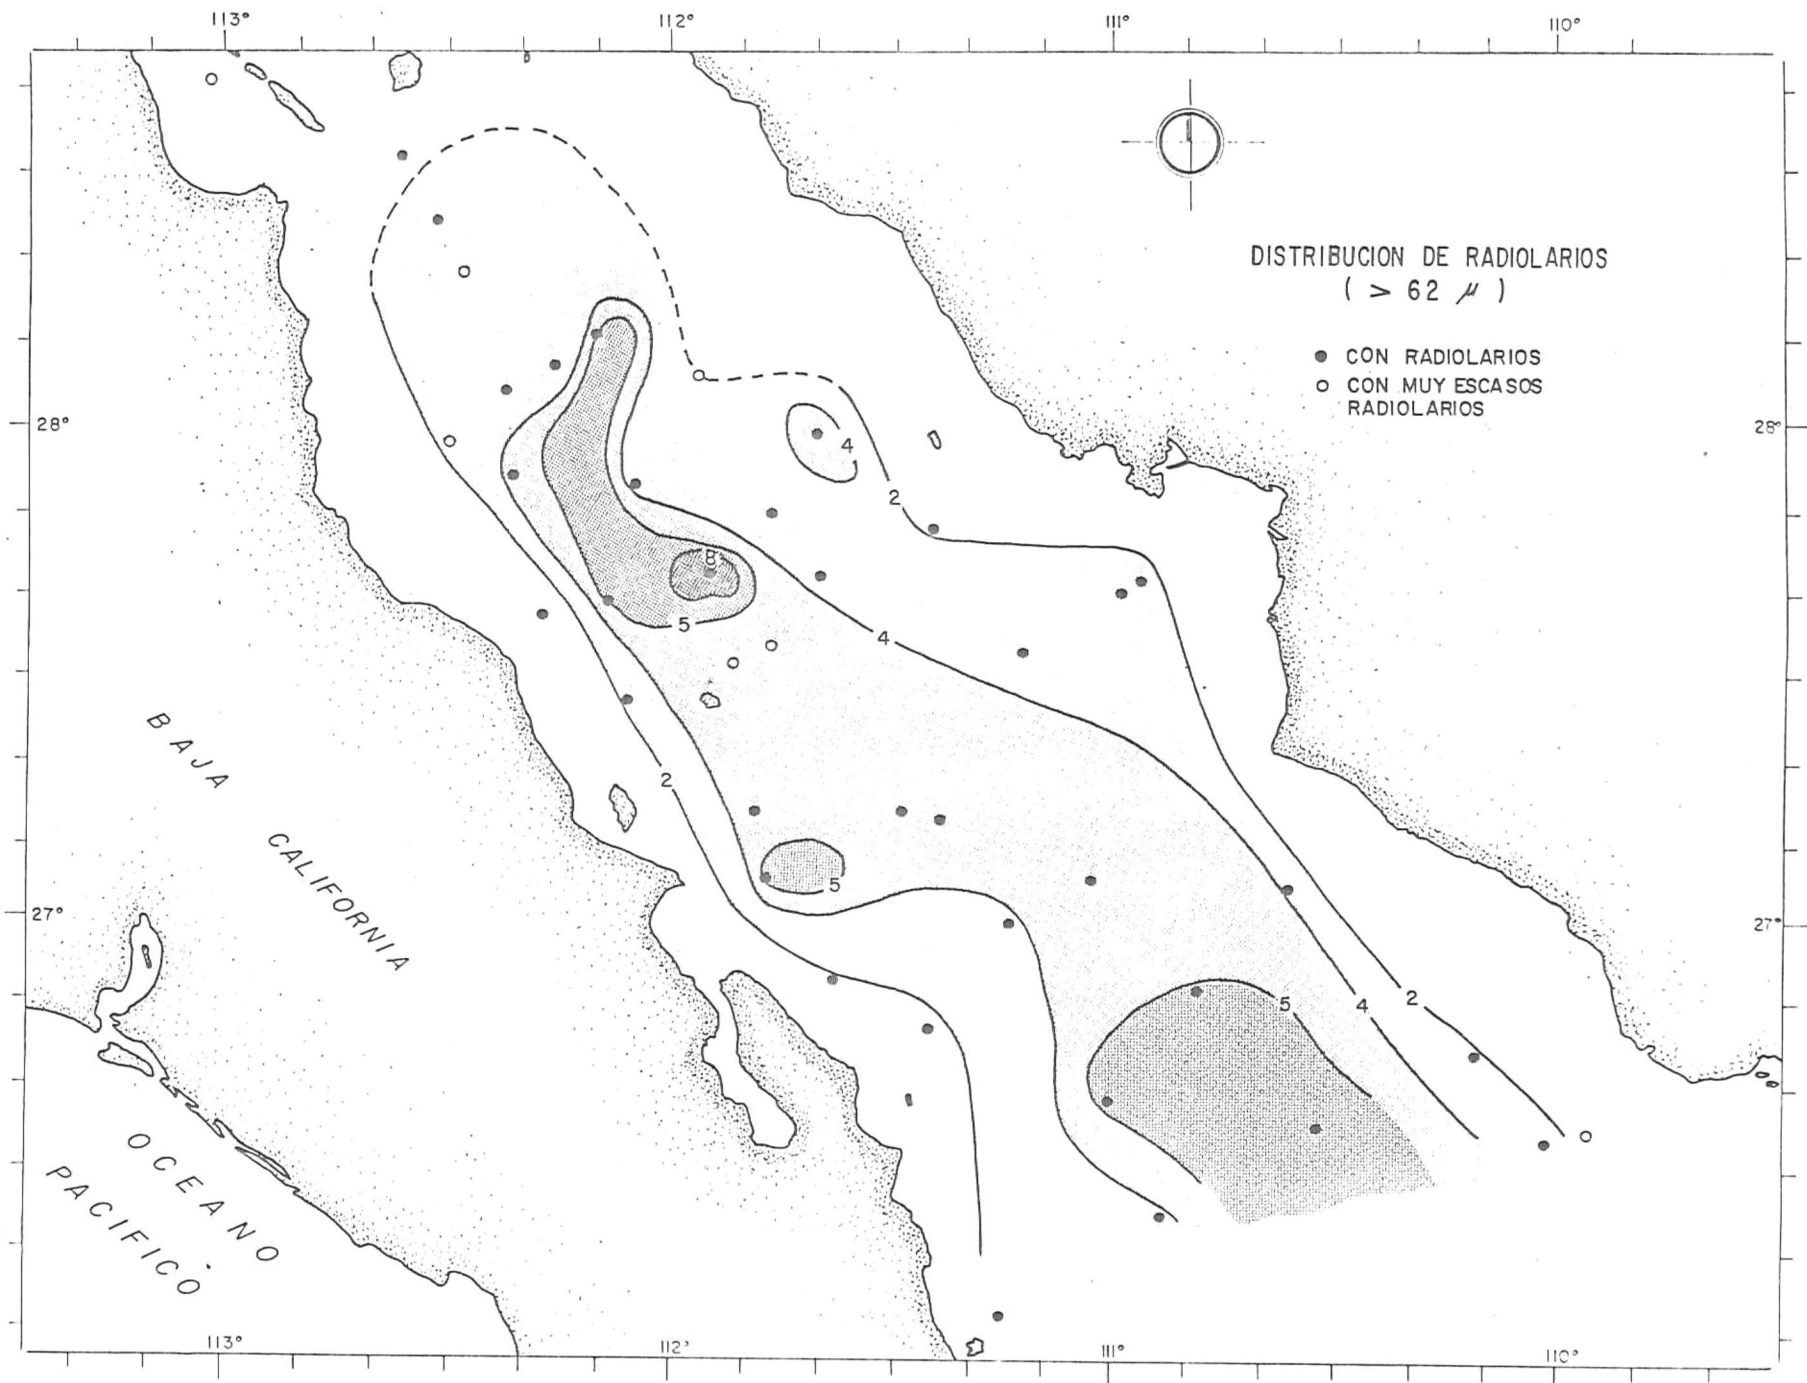 113°
112°
111°
110°
DISTRIBUCION DE RADIOLARIOS
( > 62 µ )
CON RADIOLARIOS
CON MUY ESCASOS
RADIOLARIOS
28°
28°
4
2
8
5
4
BAJA
CALIFORNIA
2
5
27°
27°
5
4
2
OCEANO
PACIFICO
113°
112°
111°
110°